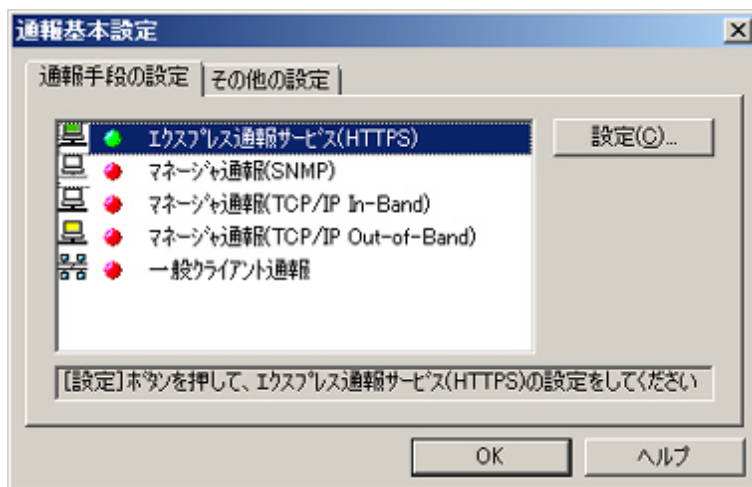 通報基本設定
通報手段の設定 その他の設定
ｴｸｽﾌﾟﾚｽ通報ｻｰﾋﾞｽ(HTTPS)
設定(C)...
ﾏﾈｰｼﾞｬ通報(SNMP)
ﾏﾈｰｼﾞｬ通報(TCP/IP In-Band)
ﾏﾈｰｼﾞｬ通報(TCP/IP Out-of-Band)
一般ｸﾗｲｱﾝﾄ通報
[設定]ﾎﾞﾀﾝを押して、ｴｸｽﾌﾟﾚｽ通報ｻｰﾋﾞｽ(HTTPS)の設定をしてください
OK ヘルプ